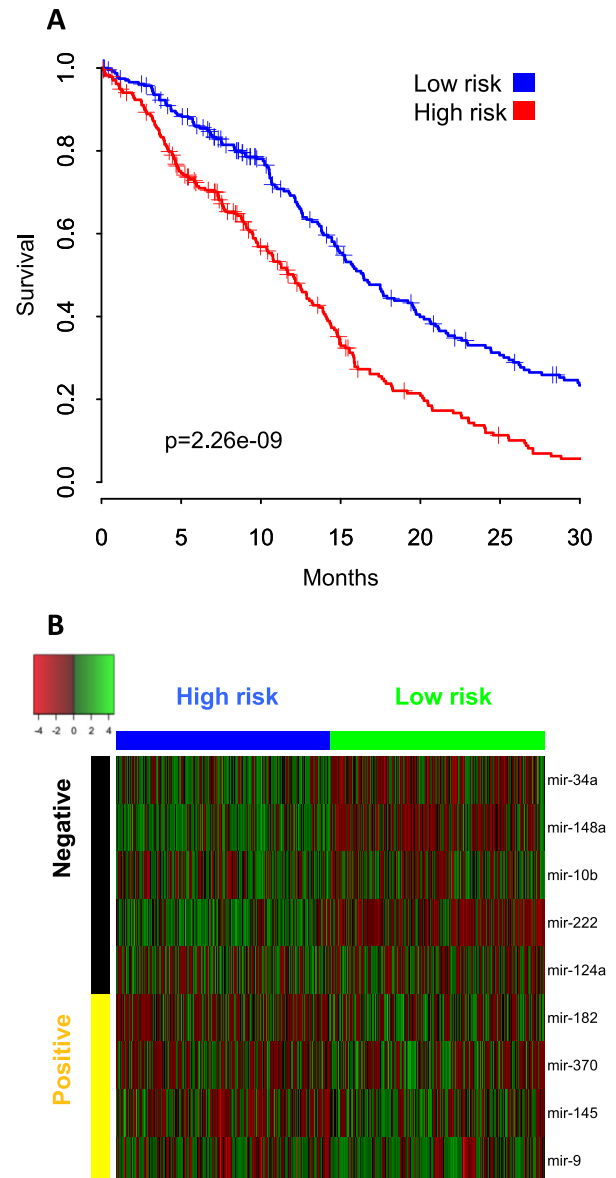 A
1.0
0.8
0.6
0.4
0.2
0.0
Survival
Low risk
High risk
p=2.26e-09
0 5 10 15 20 25 30
Months
B
-4 -2 0 2 4
High risk
Low risk
Negative
Positive
mir-34a
mir-148a
mir-10b
mir-222
mir-124a
mir-182
mir-370
mir-145
mir-9